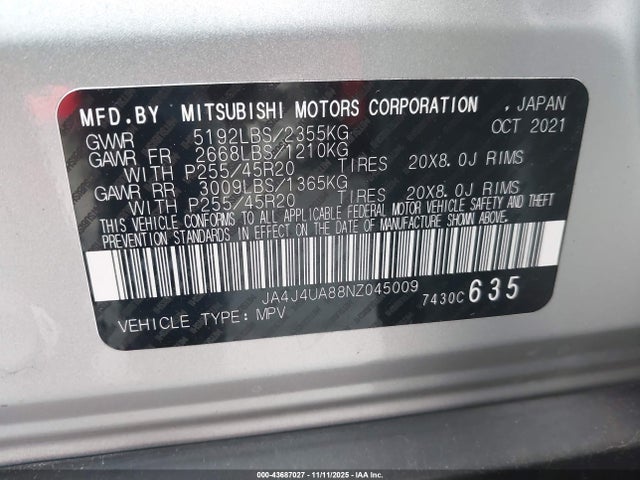 MFD.BY MITSUBISHI MOTORS CORPORATION . JAPAN
GVWR 5192LBS/2355KG OCT 2021
GAWR FR 2668LBS/1210KG
WITH P255/45R20 TIRES 20X8.0J RIMS
GAWR RR 3009LBS/1365KG
WITH P255/45R20 TIRES 20X8.0J RIMS
THIS VEHICLE CONFORMS TO ALL APPLICABLE FEDERAL MOTOR VEHICLE SAFETY AND THEFT
PREVENTION STANDARDS IN EFFECT ON THE DATE OF MANUFACTURE SHOWN ABOVE.
JA4J4UA88NZ045009 7430C 635
VEHICLE TYPE: MPV
©IAA 000-43687027 - 11/11/2025 - IAAI.COM